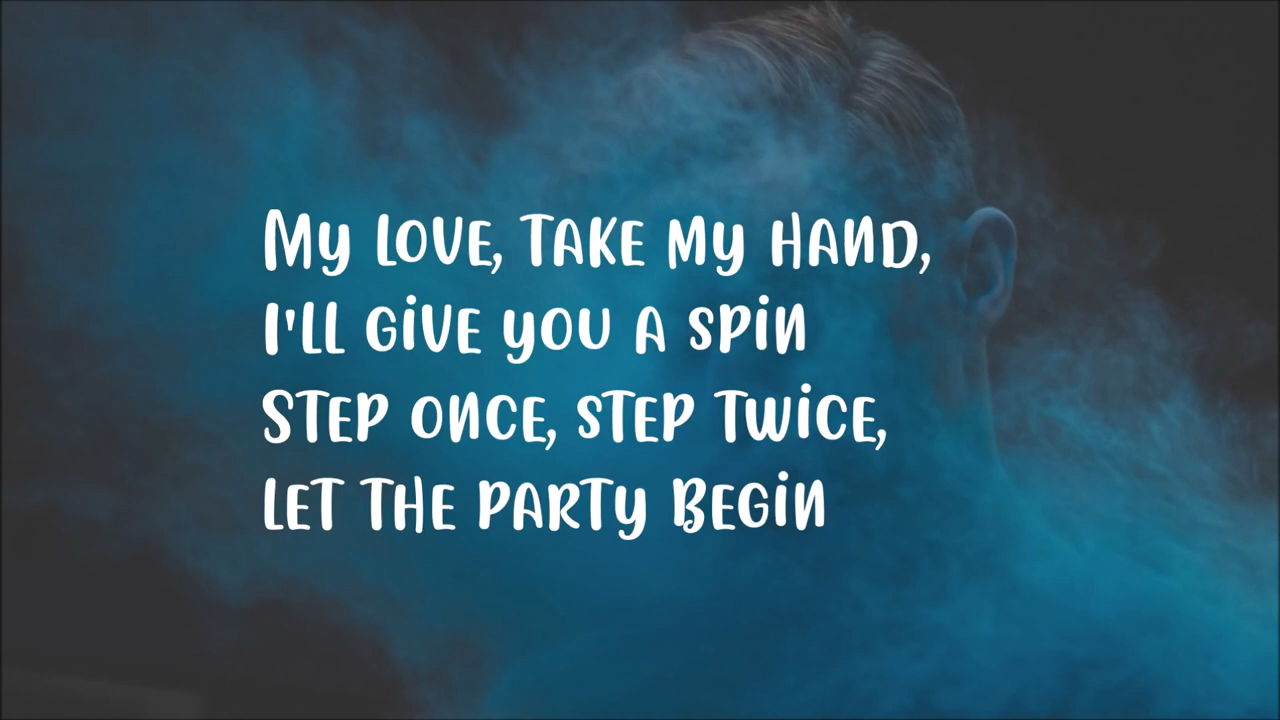 My love, take my hand,
I'll give you a spin
Step once, step twice,
Let the party begin